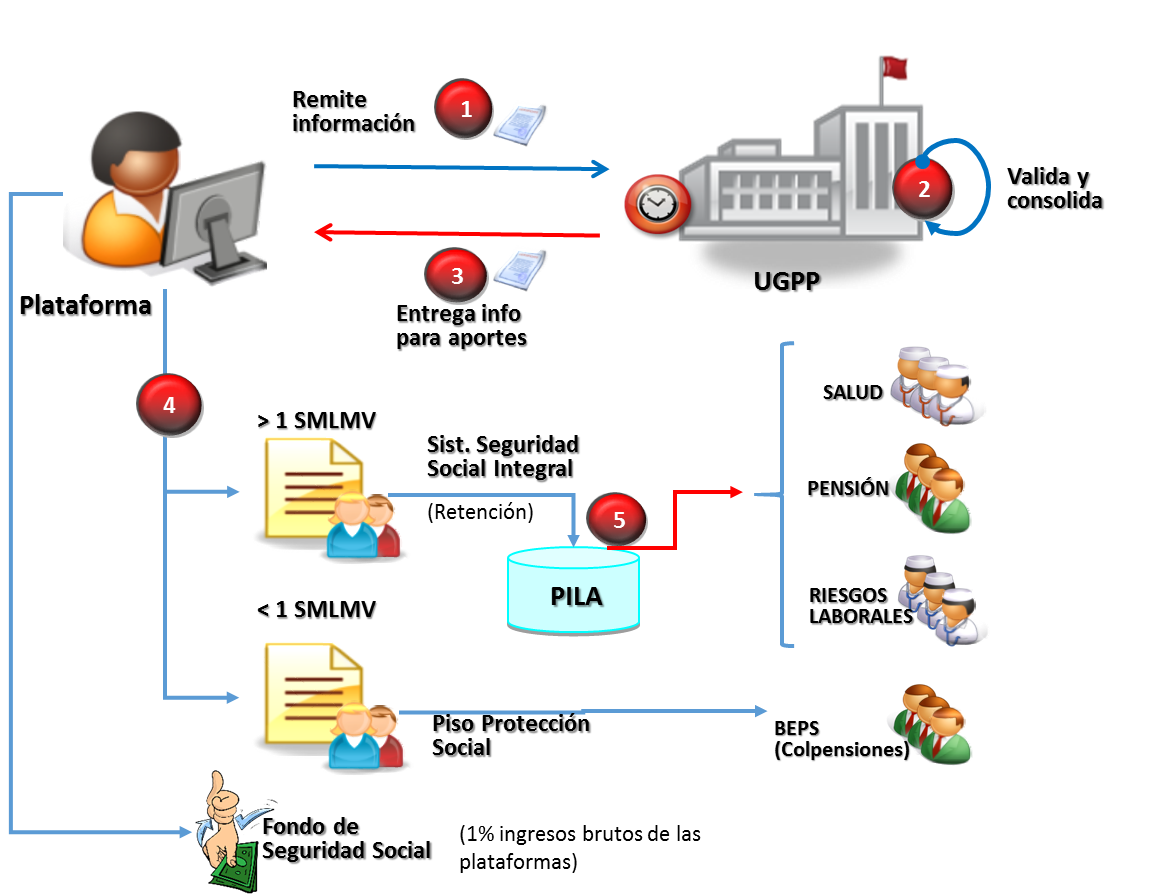 Remite
información
1
2
Valida y
consolida
3
Entrega info
para aportes
UGPP
Plataforma
4
> 1 SMLMV
Sist. Seguridad
Social Integral
(Retención)
5
PILA
SALUD
PENSIÓN
RIESGOS
LABORALES
< 1 SMLMV
Piso Protección
Social
BEPS
(Colpensiones)
Fondo de
Seguridad Social
(1% ingresos brutos de las
plataformas)